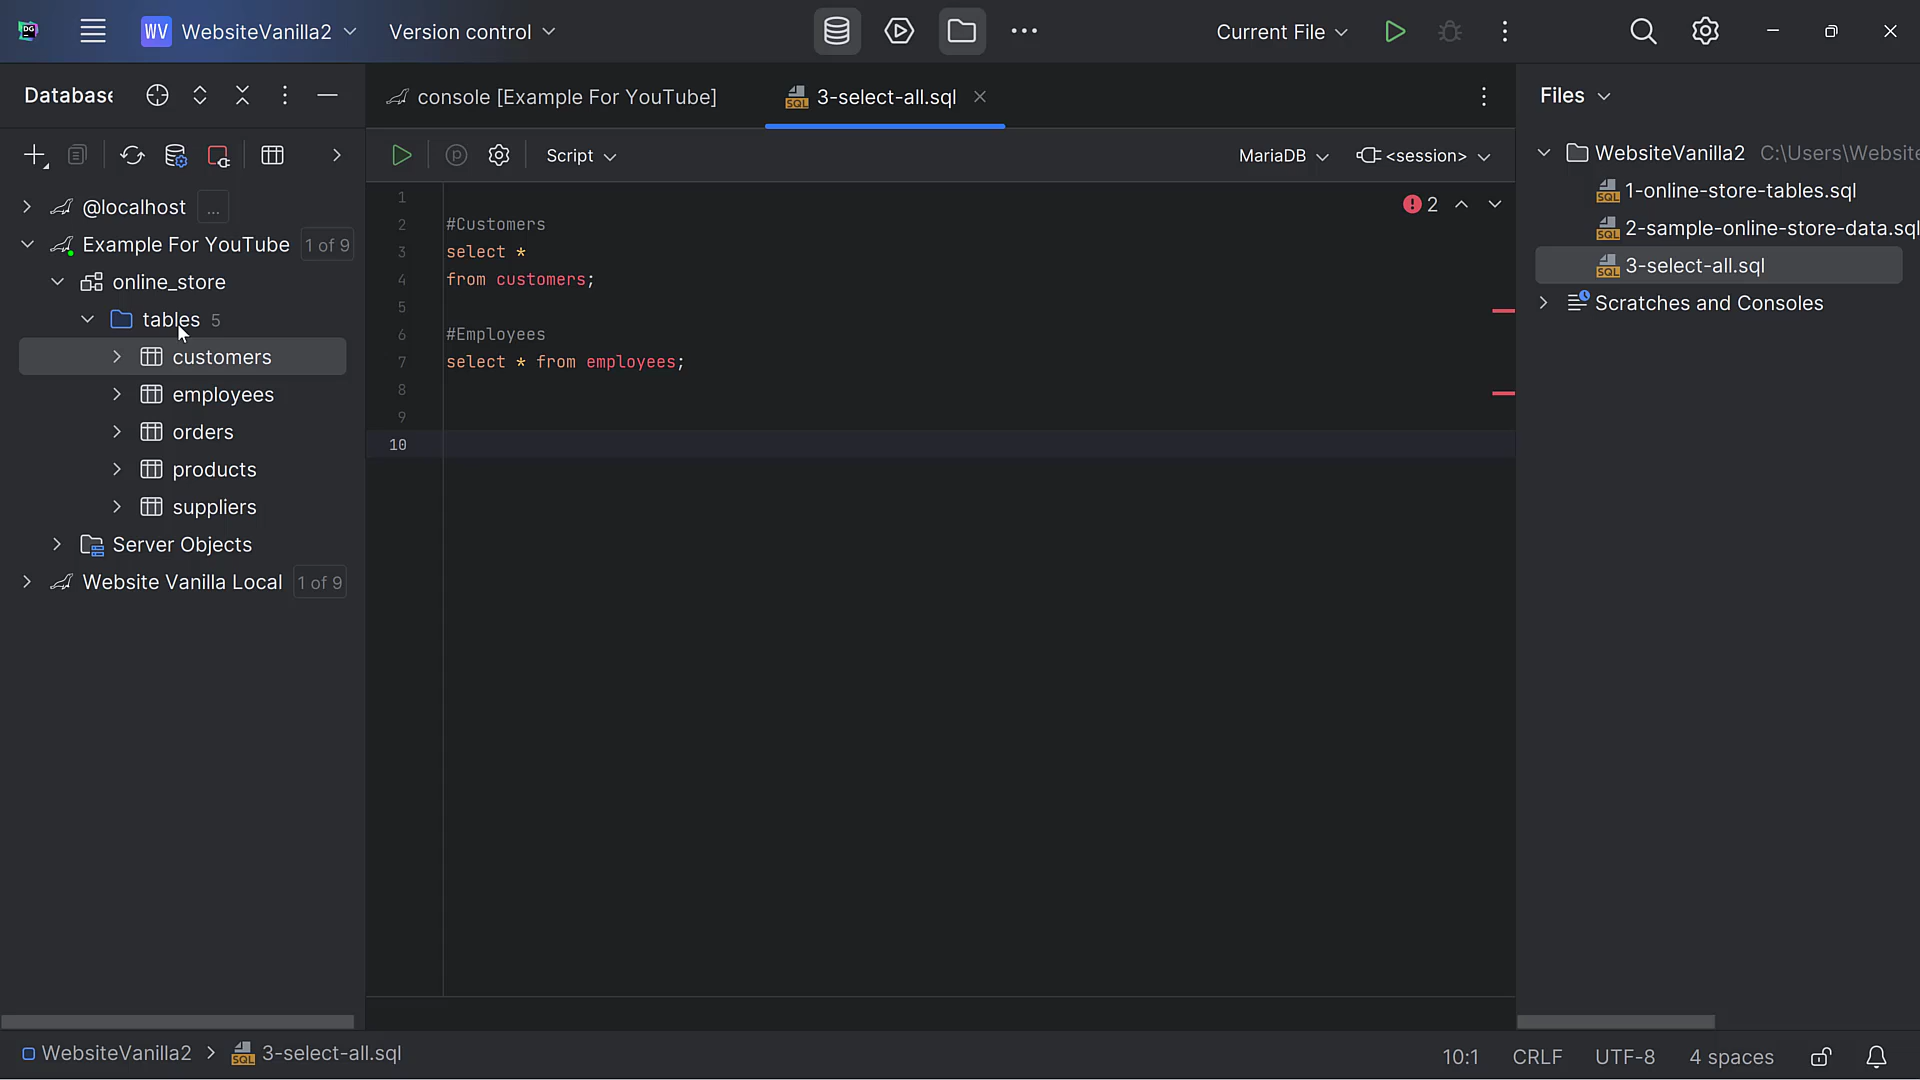 DG
WV WebsiteVanilla2
Version control
Current File
Database
console [Example For YouTube]
3-select-all.sql
Files
Script
MariaDB
<session>
@localhost ...
Example For YouTube 1 of 9
online_store
tables 5
customers
employees
orders
products
suppliers
Server Objects
Website Vanilla Local 1 of 9
1
2 #Customers
3 select *
4 from customers;
5
6 #Employees
7 select * from employees;
8
9
10
2
WebsiteVanilla2 C:\Users\Website
1-online-store-tables.sql
2-sample-online-store-data.sql
3-select-all.sql
Scratches and Consoles
WebsiteVanilla2 > 3-select-all.sql
10:1 CRLF UTF-8 4 spaces